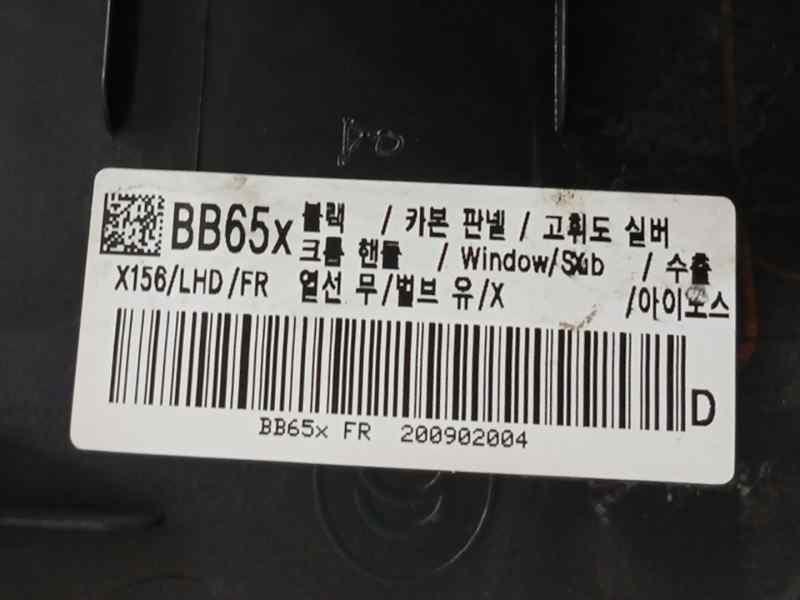 BB65x 블랙 / 카본 판넬 / 고휘도 실버
크롬 핸들 / Window/Sub / 수출
X156/LHD/FR 열선 무/벌브 유/X /아이노스
D
BB65x FR 200902004